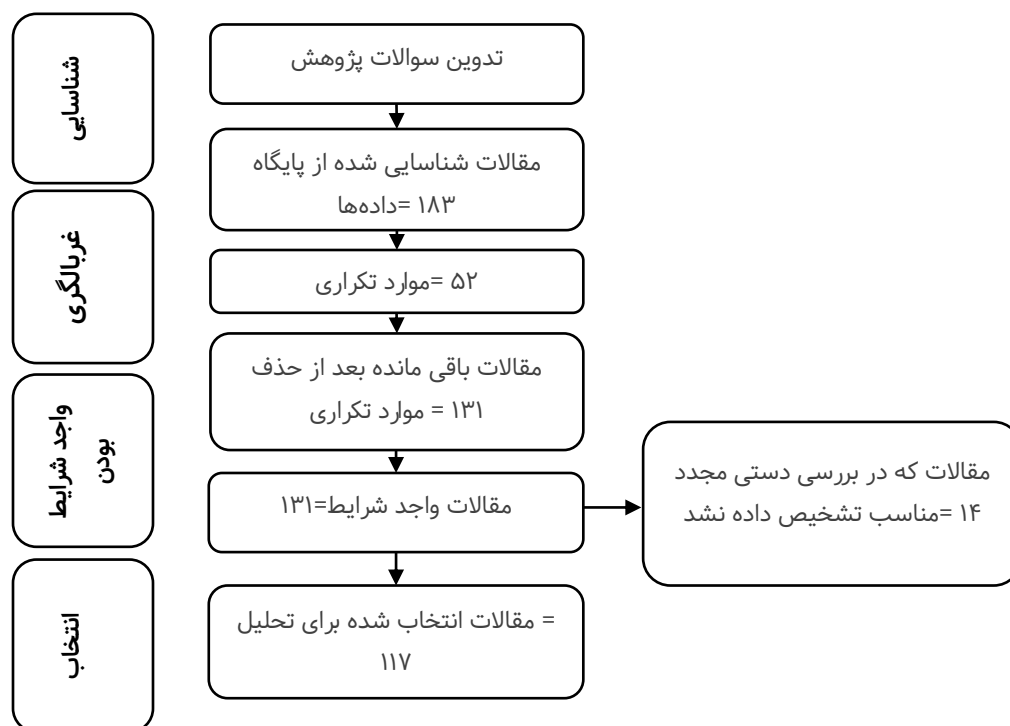 شناسایی
تدوین سوالات پژوهش
مقالات شناسایی شده از پایگاه
۱۸۳ =داده‌ها
غربالگری
۵۲ =موارد تکراری
مقالات باقی مانده بعد از حذف
۱۳۱ = موارد تکراری
واجد شرایط
بودن
مقالات واجد شرایط=۱۳۱
مقالات که در بررسی دستی مجدد
۱۴ =مناسب تشخیص داده نشد
انتخاب
= مقالات انتخاب شده برای تحلیل
۱۱۷